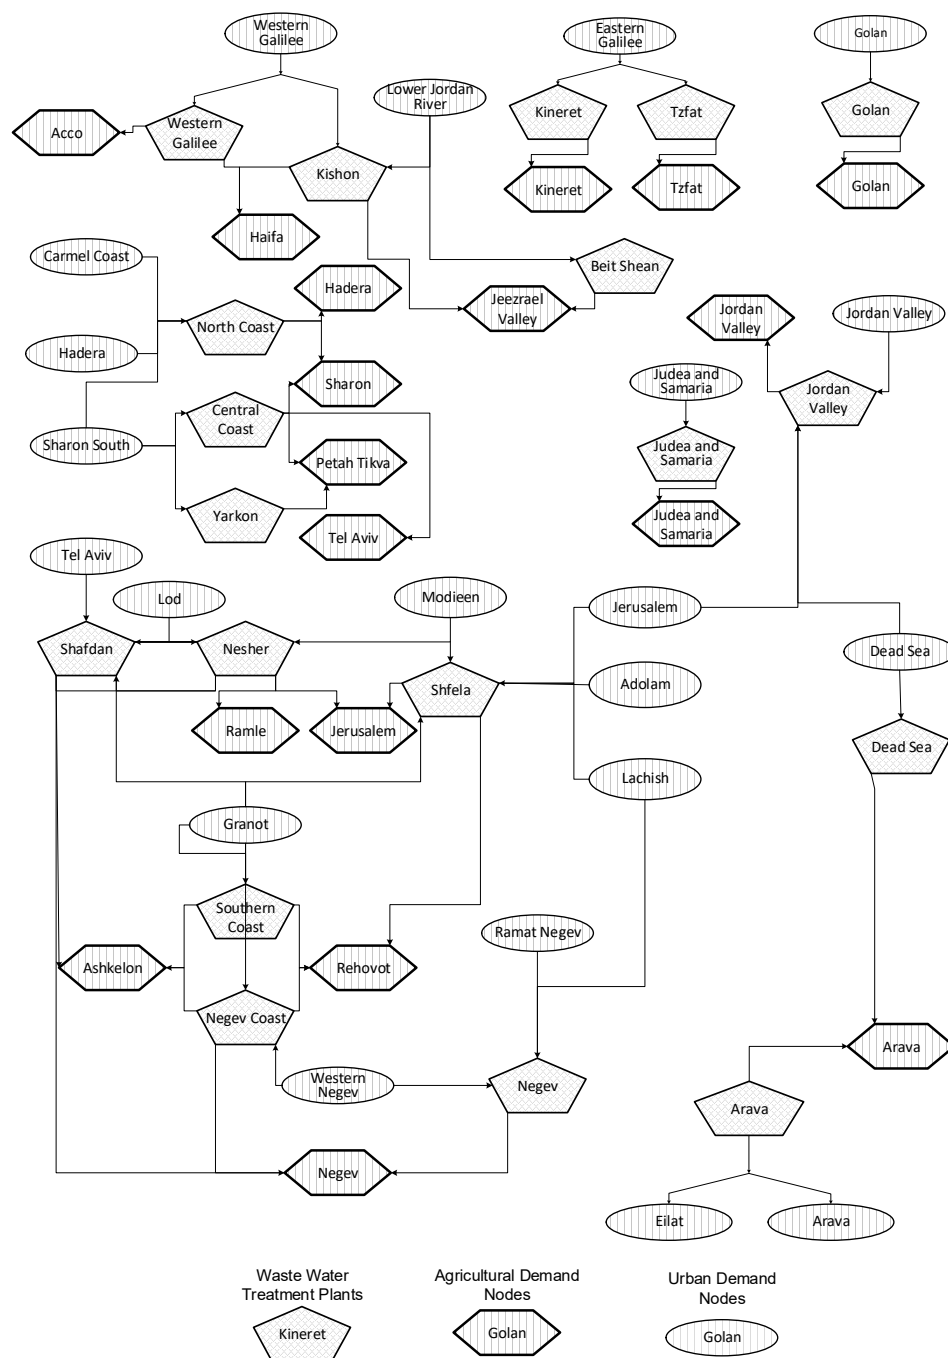 Western
Galilee
Eastern
Galilee
Golan
Lower Jordan
River
Acco
Western
Galilee
Kineret
Tzfat
Golan
Kishon
Kineret
Tzfat
Golan
Haifa
Carmel Coast
Beit Shean
Hadera
Jeezrael
Valley
Jordan
Valley
Jordan Valley
North Coast
Hadera
Sharon
Judea and
Samaria
Jordan
Valley
Central
Coast
Sharon South
Petah Tikva
Judea and
Samaria
Yarkon
Tel Aviv
Judea and
Samaria
Tel Aviv
Lod
Modieen
Jerusalem
Shafdan
Nesher
Dead Sea
Shfela
Adolam
Ramle
Jerusalem
Dead Sea
Lachish
Granot
Southern
Coast
Ramat Negev
Ashkelon
Rehovot
Negev Coast
Arava
Western
Negev
Negev
Arava
Negev
Eilat
Arava
Waste Water
Treatment Plants
Agricultural Demand
Nodes
Urban Demand
Nodes
Kineret
Golan
Golan